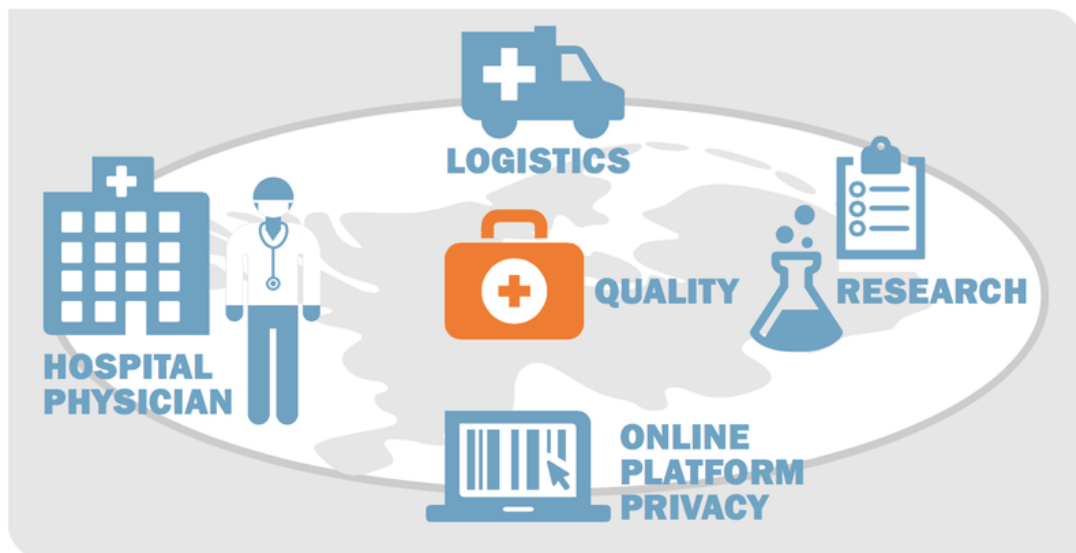 LOGISTICS
QUALITY
RESEARCH
HOSPITAL
PHYSICIAN
ONLINE
PLATFORM
PRIVACY